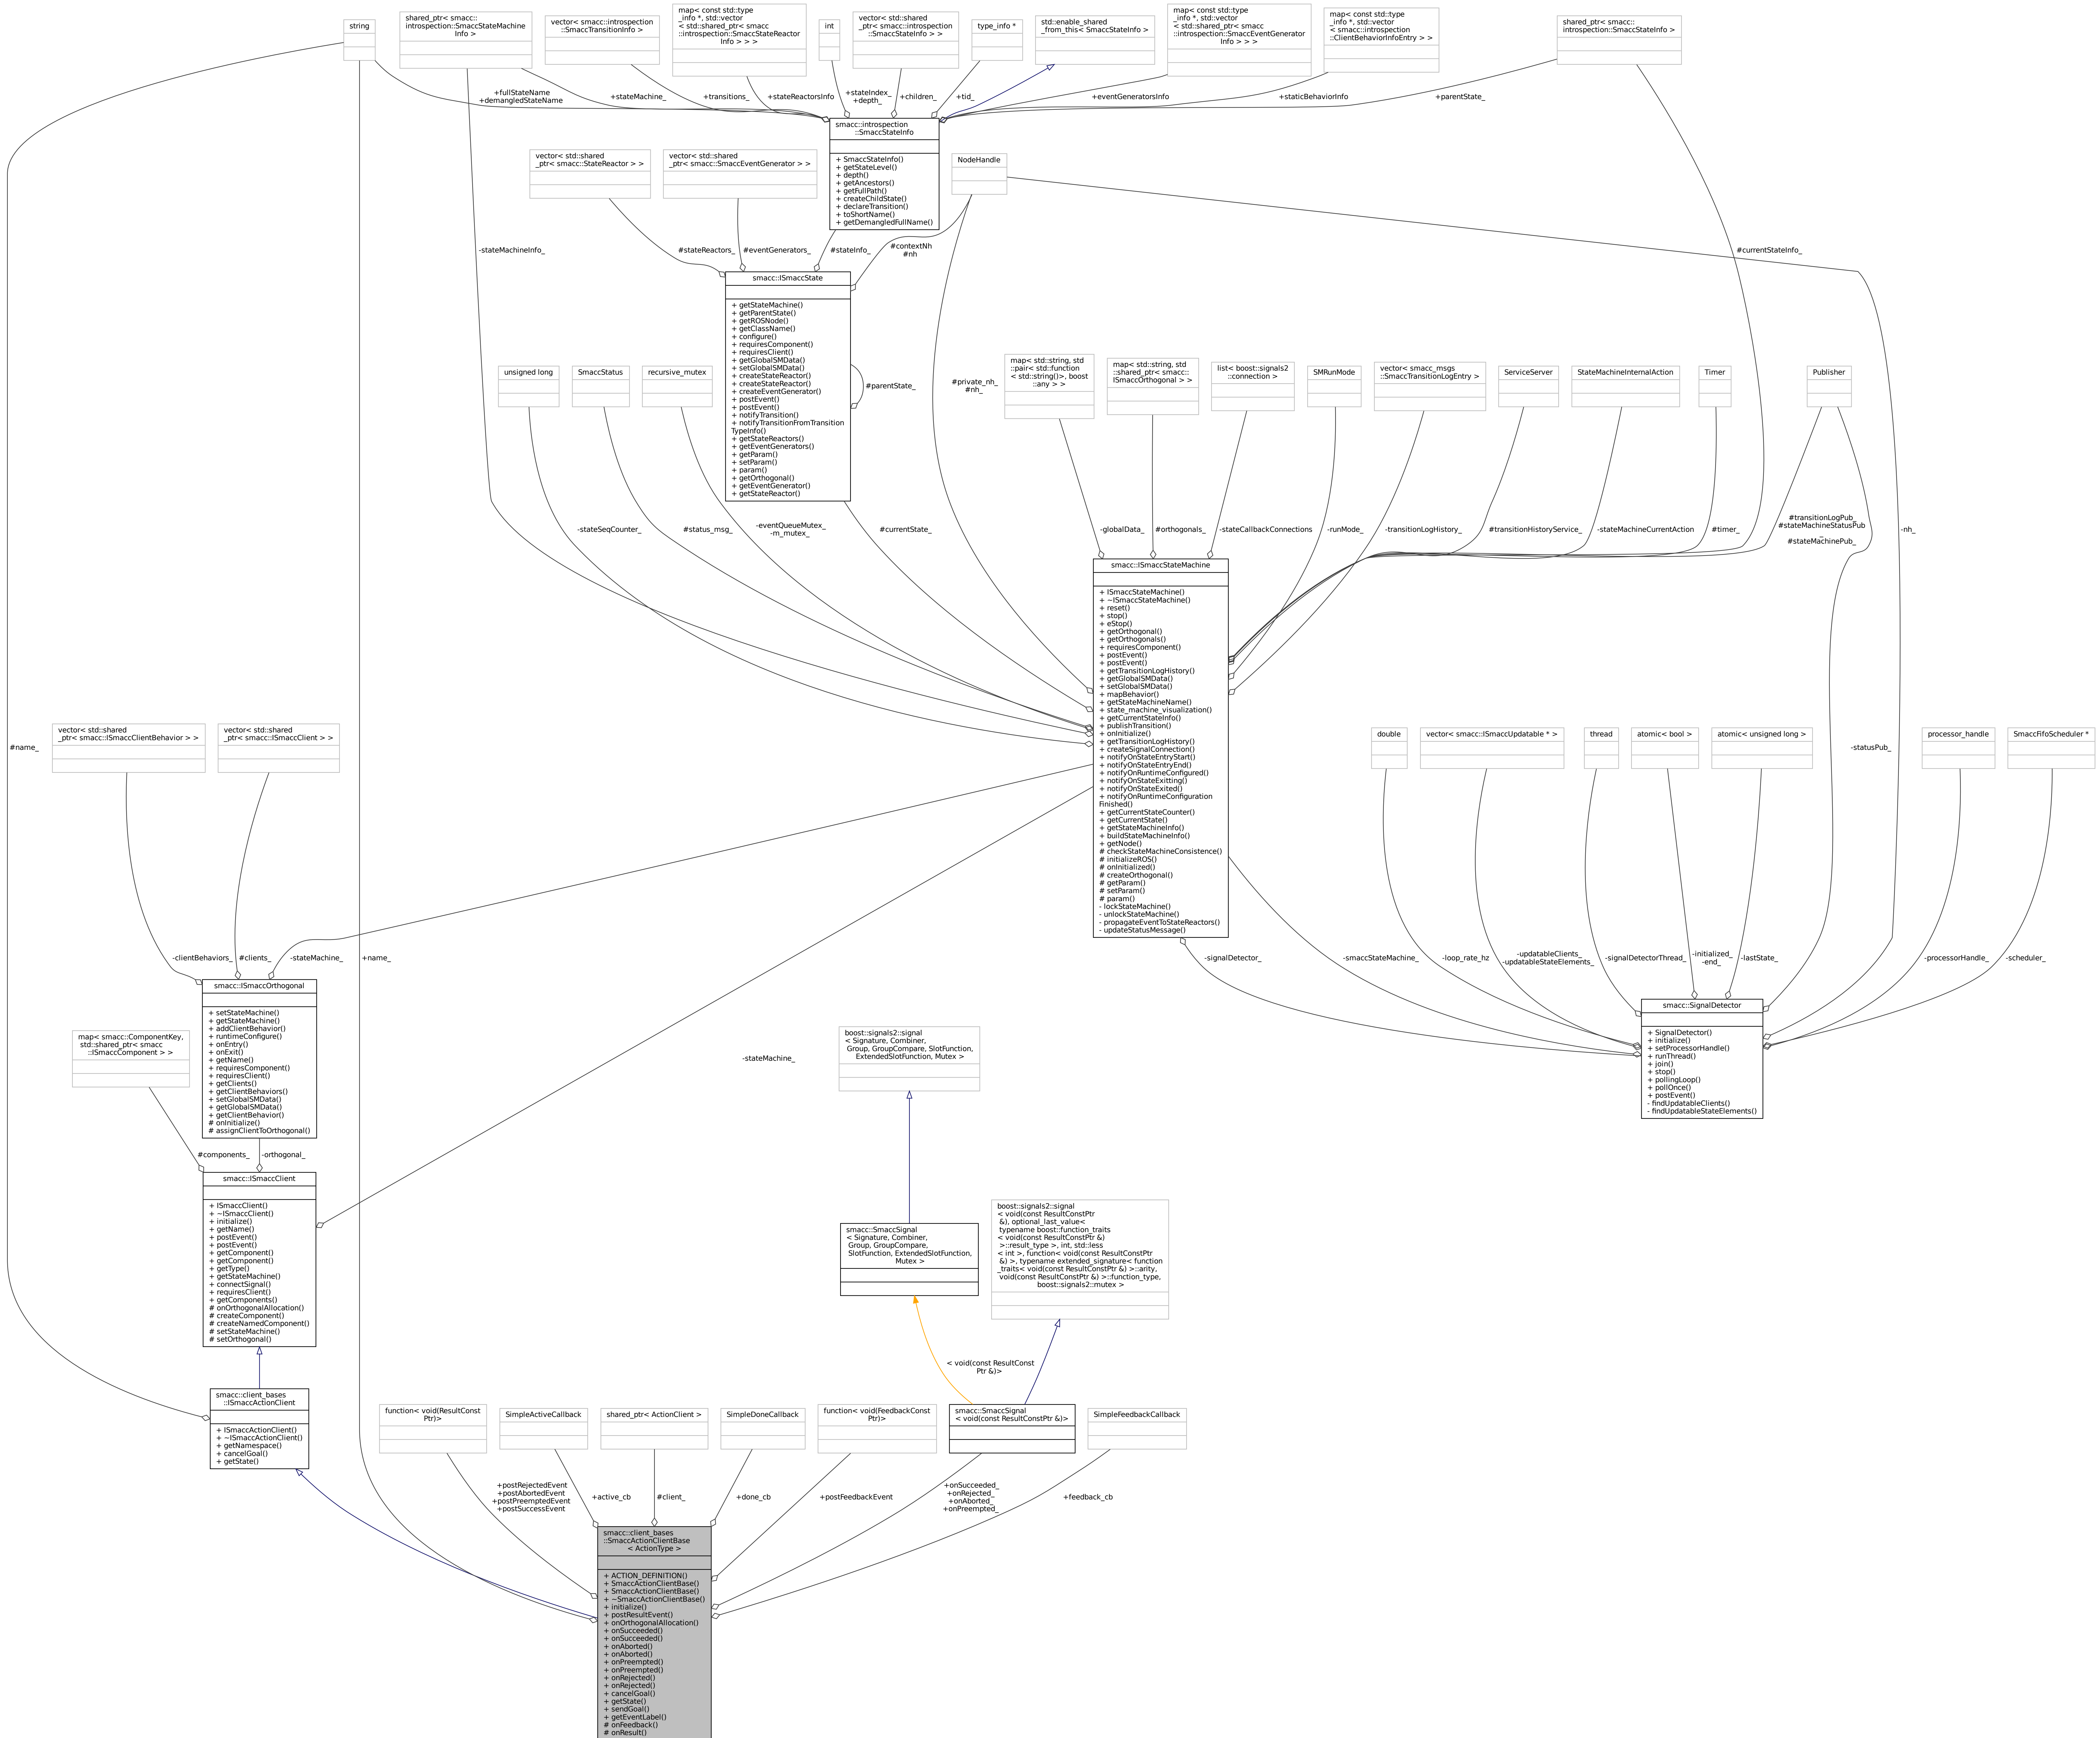 string
shared_ptr< smacc::
introspection::SmaccStateMachine
Info >
vector< smacc::introspection
::SmaccTransitionInfo >
map< const std::type
_info *, std::vector
< std::shared_ptr< smacc
::introspection::SmaccStateReactor
Info > > >
int
vector< std::shared
_ptr< smacc::introspection
::SmaccStateInfo > >
type_info *
std::enable_shared
_from_this< SmaccStateInfo >
map< const std::type
_info *, std::vector
< std::shared_ptr< smacc
::introspection::SmaccEventGenerator
Info > > >
map< const std::type
_info *, std::vector
< smacc::introspection
::ClientBehaviorInfoEntry > >
shared_ptr< smacc::
introspection::SmaccStateInfo >
+fullStateName
+demangledStateName
+stateMachine_
+transitions_
+stateReactorsInfo
+stateIndex_
+depth_
+children_
+tid_
+eventGeneratorsInfo
+staticBehaviorInfo
+parentState_
smacc::introspection
::SmaccStateInfo
+ SmaccStateInfo()
+ getStateLevel()
+ depth()
+ getAncestors()
+ getFullPath()
+ createChildState()
+ declareTransition()
+ toShortName()
+ getDemangledFullName()
vector< std::shared
_ptr< smacc::StateReactor > >
vector< std::shared
_ptr< smacc::SmaccEventGenerator > >
NodeHandle
-stateMachineInfo_
#stateReactors_
#eventGenerators_
#stateInfo_
#contextNh
#nh
#currentStateInfo_
smacc::ISmaccState
+ getStateMachine()
+ getParentState()
+ getROSNode()
+ getClassName()
+ configure()
+ requiresComponent()
+ requiresClient()
+ getGlobalSMData()
+ setGlobalSMData()
+ createStateReactor()
+ createStateReactor()
+ createEventGenerator()
+ postEvent()
+ postEvent()
+ notifyTransition()
+ notifyTransitionFromTransition
TypeInfo()
+ getStateReactors()
+ getEventGenerators()
+ getParam()
+ setParam()
+ param()
+ getOrthogonal()
+ getEventGenerator()
+ getStateReactor()
#parentState_
#private_nh_
#nh_
unsigned long
SmaccStatus
recursive_mutex
map< std::string, std
::pair< std::function
< std::string()>, boost
::any > >
map< std::string, std
::shared_ptr< smacc::
ISmaccOrthogonal > >
list< boost::signals2
::connection >
SMRunMode
vector< smacc_msgs
::SmaccTransitionLogEntry >
ServiceServer
StateMachineInternalAction
Timer
Publisher
-stateSeqCounter_
#status_msg_
-eventQueueMutex_
-m_mutex_
#currentState_
-globalData_
#orthogonals_
-stateCallbackConnections
-runMode_
-transitionLogHistory_
#transitionHistoryService_
-stateMachineCurrentAction
#timer_
#transitionLogPub_
#stateMachineStatusPub
_
#stateMachinePub_
-nh_
smacc::ISmaccStateMachine
+ ISmaccStateMachine()
+ ~ISmaccStateMachine()
+ reset()
+ stop()
+ eStop()
+ getOrthogonal()
+ getOrthogonals()
+ requiresComponent()
+ postEvent()
+ postEvent()
+ getTransitionLogHistory()
+ getGlobalSMData()
+ setGlobalSMData()
+ mapBehavior()
+ getStateMachineName()
+ state_machine_visualization()
+ getCurrentStateInfo()
+ publishTransition()
+ onInitialize()
+ getTransitionLogHistory()
+ createSignalConnection()
+ notifyOnStateEntryStart()
+ notifyOnStateEntryEnd()
+ notifyOnRuntimeConfigured()
+ notifyOnStateExitting()
+ notifyOnStateExited()
+ notifyOnRuntimeConfiguration
Finished()
+ getCurrentStateCounter()
+ getCurrentState()
+ getStateMachineInfo()
+ buildStateMachineInfo()
+ getNode()
# checkStateMachineConsistence()
# initializeROS()
# onInitialized()
# createOrthogonal()
# getParam()
# setParam()
# param()
- lockStateMachine()
- unlockStateMachine()
- propagateEventToStateReactors()
- updateStatusMessage()
#name_
vector< std::shared
_ptr< smacc::ISmaccClientBehavior > >
vector< std::shared
_ptr< smacc::ISmaccClient > >
double
vector< smacc::ISmaccUpdatable * >
thread
atomic< bool >
atomic< unsigned long >
-statusPub_
processor_handle
SmaccFifoScheduler *
-clientBehaviors_
#clients_
-stateMachine_
+name_
-signalDetector_
-smaccStateMachine_
-loop_rate_hz
-updatableClients_
-updatableStateElements_
-signalDetectorThread_
-initialized_
-end_
-lastState_
-processorHandle_
-scheduler_
smacc::ISmaccOrthogonal
+ setStateMachine()
+ getStateMachine()
+ addClientBehavior()
+ runtimeConfigure()
+ onEntry()
+ onExit()
+ getName()
+ requiresComponent()
+ requiresClient()
+ getClients()
+ getClientBehaviors()
+ setGlobalSMData()
+ getGlobalSMData()
+ getClientBehavior()
# onInitialize()
# assignClientToOrthogonal()
smacc::SignalDetector
+ SignalDetector()
+ initialize()
+ setProcessorHandle()
+ runThread()
+ join()
+ stop()
+ pollingLoop()
+ pollOnce()
+ postEvent()
- findUpdatableClients()
- findUpdatableStateElements()
map< smacc::ComponentKey,
std::shared_ptr< smacc
::ISmaccComponent > >
#components_
-orthogonal_
-stateMachine_
boost::signals2::signal
< Signature, Combiner,
Group, GroupCompare, SlotFunction,
ExtendedSlotFunction, Mutex >
smacc::ISmaccClient
+ ISmaccClient()
+ ~ISmaccClient()
+ initialize()
+ getName()
+ postEvent()
+ postEvent()
+ getComponent()
+ getComponent()
+ getType()
+ getStateMachine()
+ connectSignal()
+ requiresClient()
+ getComponents()
# onOrthogonalAllocation()
# createComponent()
# createNamedComponent()
# setStateMachine()
# setOrthogonal()
smacc::SmaccSignal
< Signature, Combiner,
Group, GroupCompare,
SlotFunction, ExtendedSlotFunction,
Mutex >
boost::signals2::signal
< void(const ResultConstPtr
&), optional_last_value<
typename boost::function_traits
< void(const ResultConstPtr &)
>::result_type >, int, std::less
< int >, function< void(const ResultConstPtr
&) >, typename extended_signature< function
_traits< void(const ResultConstPtr &) >::arity,
void(const ResultConstPtr &) >::function_type,
boost::signals2::mutex >
< void(const ResultConst
Ptr &)>
smacc::client_bases
::ISmaccActionClient
+ ISmaccActionClient()
+ ~ISmaccActionClient()
+ getNamespace()
+ cancelGoal()
+ getState()
function< void(ResultConst
Ptr)>
SimpleActiveCallback
shared_ptr< ActionClient >
SimpleDoneCallback
function< void(FeedbackConst
Ptr)>
smacc::SmaccSignal
< void(const ResultConstPtr &)>
SimpleFeedbackCallback
+postRejectedEvent
+postAbortedEvent
+postPreemptedEvent
+postSuccessEvent
+active_cb
#client_
+done_cb
+postFeedbackEvent
+onSucceeded_
+onRejected_
+onAborted_
+onPreempted_
+feedback_cb
smacc::client_bases
::SmaccActionClientBase
< ActionType >
+ ACTION_DEFINITION()
+ SmaccActionClientBase()
+ SmaccActionClientBase()
+ ~SmaccActionClientBase()
+ initialize()
+ postResultEvent()
+ onOrthogonalAllocation()
+ onSucceeded()
+ onSucceeded()
+ onAborted()
+ onAborted()
+ onPreempted()
+ onPreempted()
+ onRejected()
+ onRejected()
+ cancelGoal()
+ getState()
+ sendGoal()
+ getEventLabel()
# onFeedback()
# onResult()